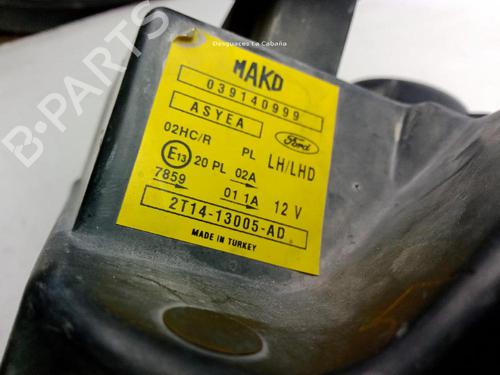 Desguaces La Cabaña
B-PARTS
MAKO
039140999
ASYEA
Ford
02HC/R PL LH/LHD
E13 20 PL 02A
7859 01 1A 12 V
2T14-13005-AD
MADE IN TURKEY